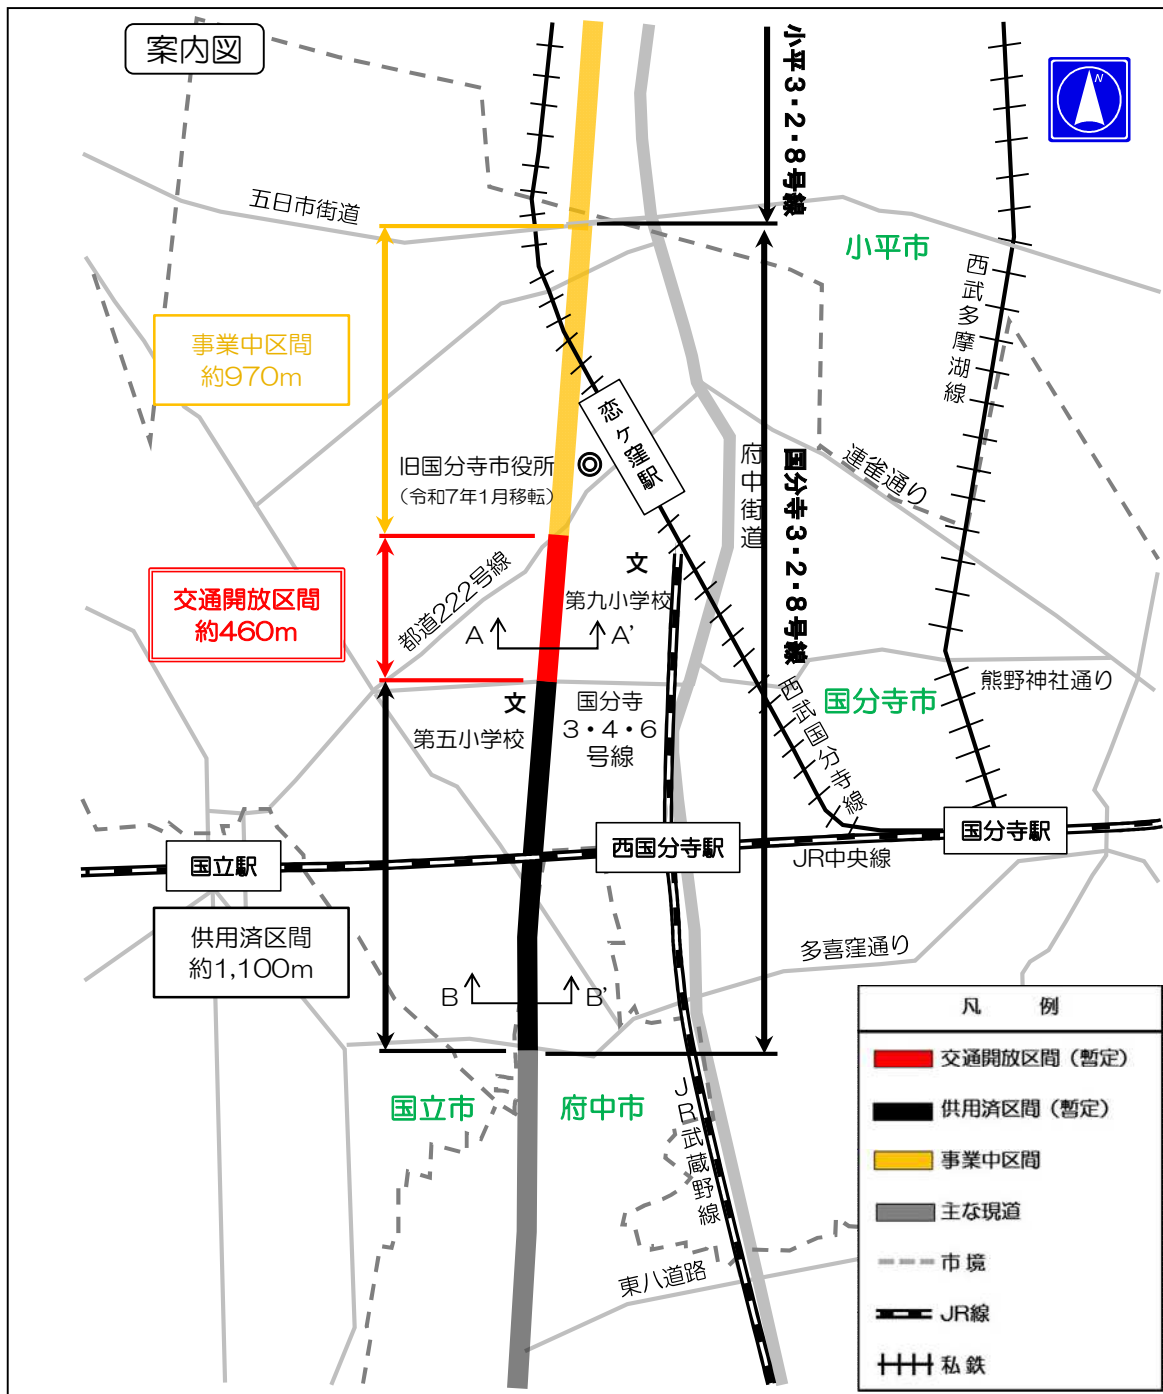 案内図
N
小平3・2・8号線
五日市街道
小平市
西武多摩湖線
事業中区間
約970m
恋ヶ窪駅
旧国分寺市役所
(令和7年1月移転)
府中街道
国分寺3・2・8号線
連雀通り
文
第九小学校
交通開放区間
約460m
都道222号線
A
A'
文
第五小学校
国分寺
3・4・6
号線
西武国分寺線
国分寺市
熊野神社通り
国立駅
西国分寺駅
国分寺駅
JR中央線
供用済区間
約1,100m
多喜窪通り
B
B'
国立市
府中市
JR武蔵野線
東八道路
凡例
交通開放区間(暫定)
供用済区間(暫定)
事業中区間
主な現道
市境
JR線
私鉄